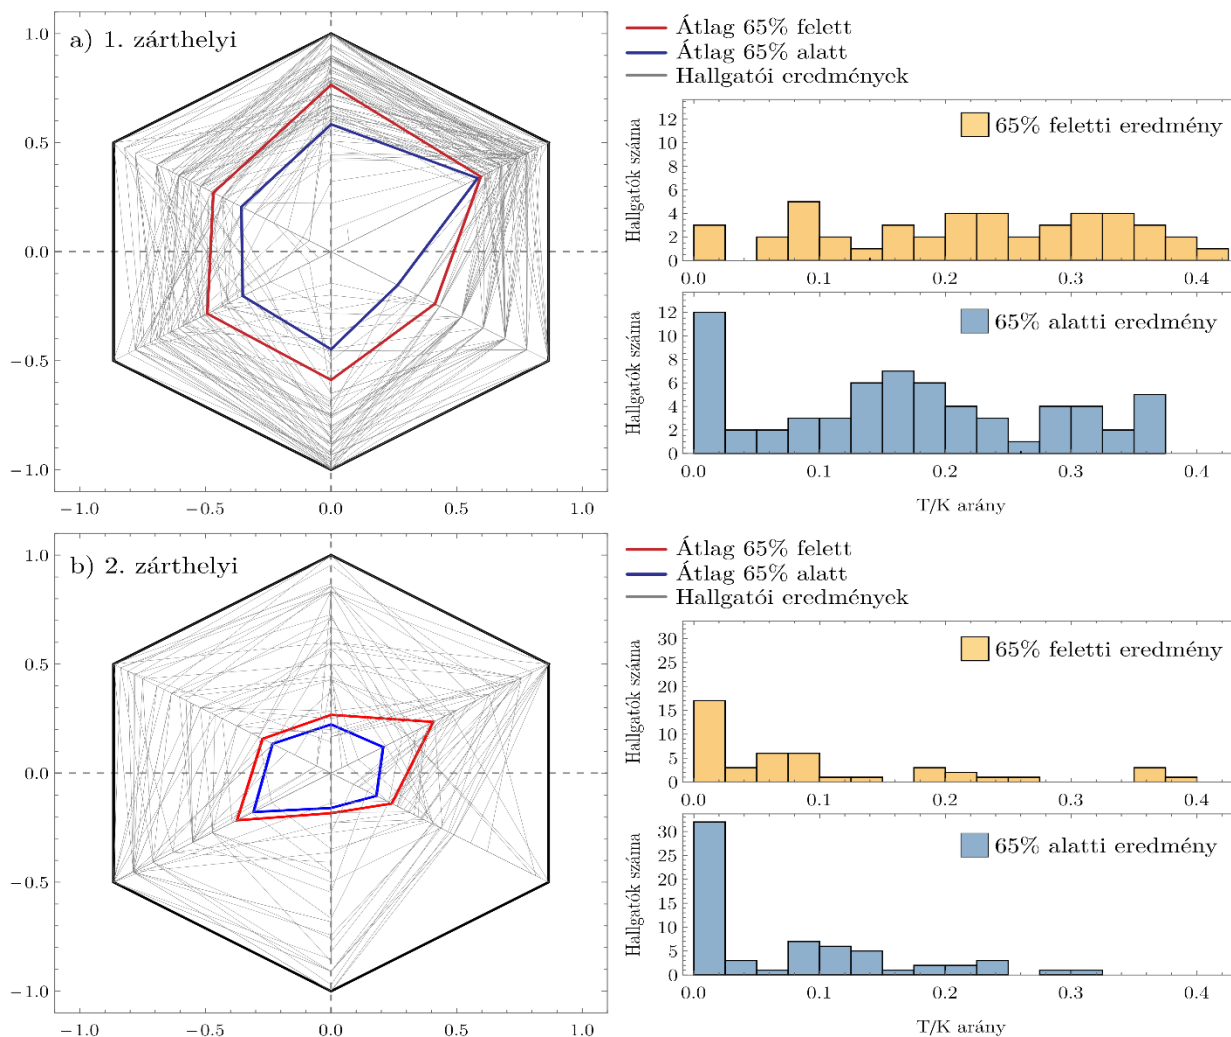 a) 1. zárthelyi
1.0
0.5
0.0
−0.5
−1.0
−1.0 −0.5 0.0 0.5 1.0
Átlag 65% felett
Átlag 65% alatt
Hallgatói eredmények
65% feletti eredmény
Hallgatók száma
12
10
8
6
4
2
0
0.0 0.1 0.2 0.3 0.4
65% alatti eredmény
Hallgatók száma
12
10
8
6
4
2
0
0.0 0.1 0.2 0.3 0.4
T/K arány
b) 2. zárthelyi
1.0
0.5
0.0
−0.5
−1.0
−1.0 −0.5 0.0 0.5 1.0
Átlag 65% felett
Átlag 65% alatt
Hallgatói eredmények
65% feletti eredmény
Hallgatók száma
30
25
20
15
10
5
0
0.0 0.1 0.2 0.3 0.4
65% alatti eredmény
Hallgatók száma
30
25
20
15
10
5
0
0.0 0.1 0.2 0.3 0.4
T/K arány